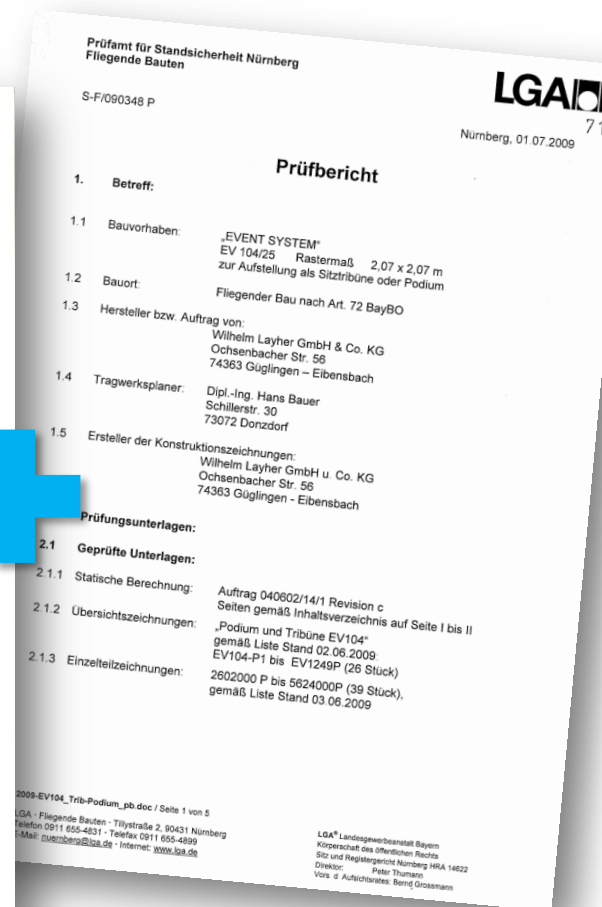 Prüfamt für Standsicherheit Nürnberg
Fliegende Bauten
LGA
S-F/090348 P
71
Nürnberg, 01.07.2009
Prüfbericht
1. Betreff:
1.1 Bauvorhaben: „EVENT SYSTEM"
EV 104/25 Rastermaß 2,07 x 2,07 m
zur Aufstellung als Sitztribüne oder Podium
1.2 Bauort: Fliegender Bau nach Art. 72 BayBO
1.3 Hersteller bzw. Auftrag von:
Wilhelm Layher GmbH & Co. KG
Ochsenbacher Str. 56
74363 Güglingen – Eibensbach
1.4 Tragwerksplaner: Dipl.-Ing. Hans Bauer
Schillerstr. 30
73072 Donzdorf
1.5 Ersteller der Konstruktionszeichnungen:
Wilhelm Layher GmbH u. Co. KG
Ochsenbacher Str. 56
74363 Güglingen - Eibensbach
Prüfungsunterlagen:
2.1 Geprüfte Unterlagen:
2.1.1 Statische Berechnung: Auftrag 040602/14/1 Revision c
Seiten gemäß Inhaltsverzeichnis auf Seite I bis II
2.1.2 Übersichtszeichnungen: „Podium und Tribüne EV104"
gemäß Liste Stand 02.06.2009
EV104-P1 bis EV1249P (26 Stück)
2.1.3 Einzelteilzeichnungen: 2602000 P bis 5624000P (39 Stück),
gemäß Liste Stand 03.06.2009
2009-EV104_Trib-Podium_pb.doc / Seite 1 von 5
LGA - Fliegende Bauten - Tillystraße 2, 90431 Nürnberg
Telefon 0911 655-4831 - Telefax 0911 655-4899
E-Mail: nuernberg@lga.de - Internet: www.lga.de
LGA® Landesgewerbeanstalt Bayern
Körperschaft des öffentlichen Rechts
Sitz und Registergericht Nürnberg HRA 14622
Direktor: Peter Thumann
Vors. d. Aufsichtsrates: Bernd Grossmann